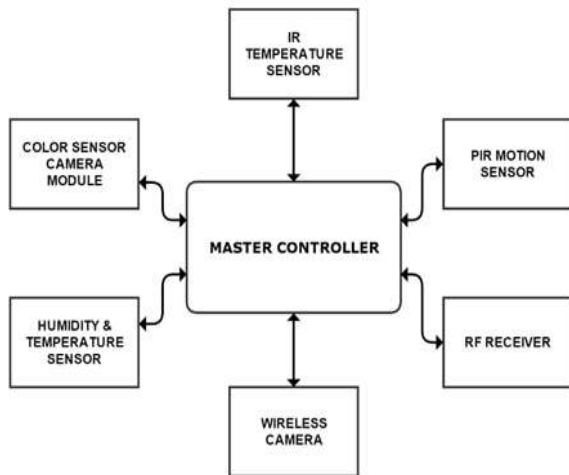 IR
TEMPERATURE
SENSOR
COLOR SENSOR
CAMERA
MODULE
PIR MOTION
SENSOR
MASTER CONTROLLER
HUMIDITY &
TEMPERATURE
SENSOR
RF RECEIVER
WIRELESS
CAMERA